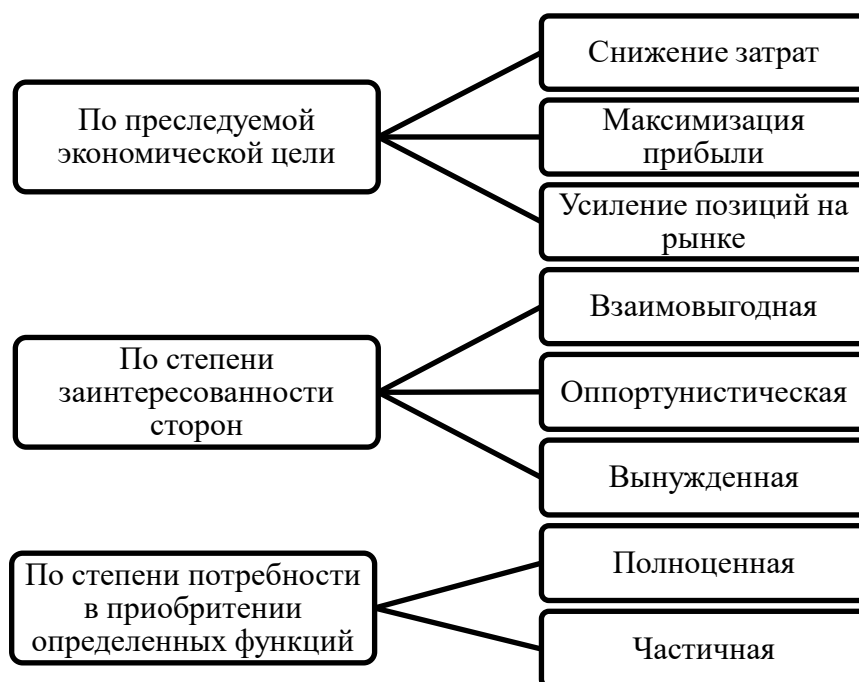 По преследуемой
экономической цели
Снижение затрат
Максимизация
прибыли
Усиление позиций на
рынке
По степени
заинтересованности
сторон
Взаимовыгодная
Оппортунистическая
Вынужденная
По степени потребности
в приобритении
определенных функций
Полноценная
Частичная